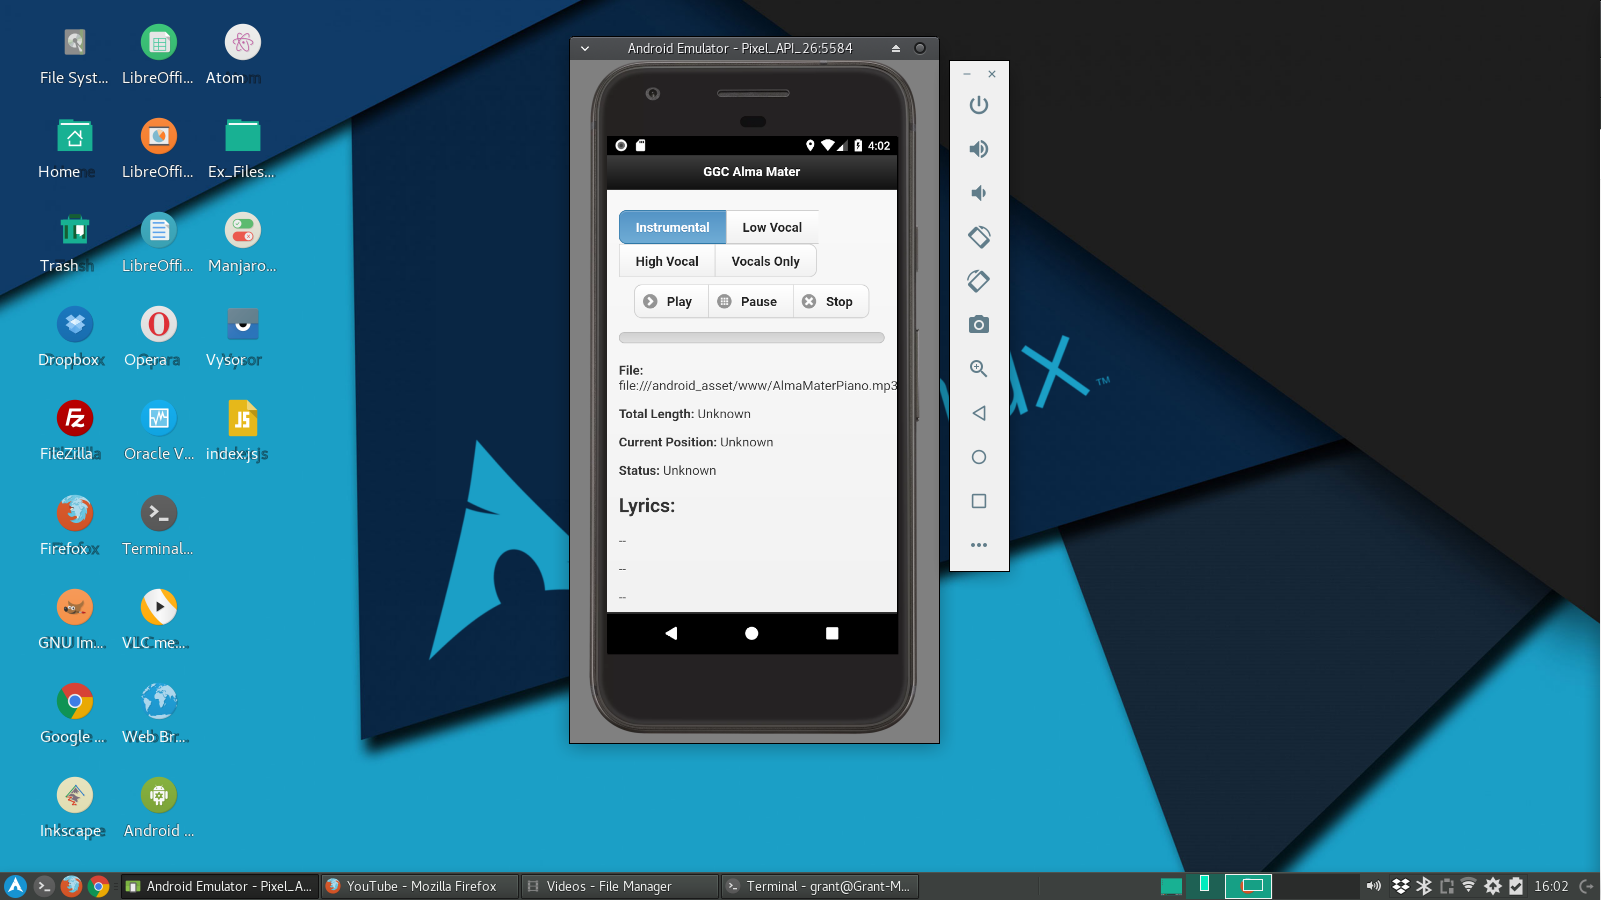 File Syst...
LibreOffi...
Atom
Home
LibreOffi...
Ex_Files...
Trash
LibreOffi...
Manjaro...
Dropbox
Opera
Vysor
FileZilla
Oracle V...
index.js
Firefox
Terminal...
GNU Im...
VLC me...
Google ...
Web Br...
Inkscape
Android ...
Android Emulator - Pixel_API_26:5584
4:02
GGC Alma Mater
Instrumental
Low Vocal
High Vocal
Vocals Only
Play
Pause
Stop
File:
file:///android_asset/www/AlmaMaterPiano.mp3
Total Length: Unknown
Current Position: Unknown
Status: Unknown
Lyrics:
--
--
--
JS
TM
Android Emulator - Pixel_A...
YouTube - Mozilla Firefox
Videos - File Manager
Terminal - grant@Grant-M...
16:02